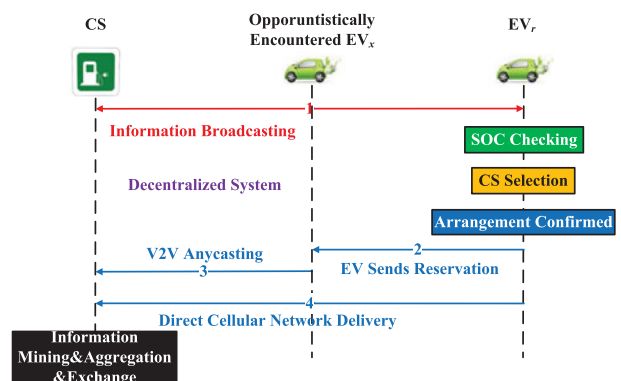 CS
Opporuntistically
Encountered EVx
EVr
1
Information Broadcasting
SOC Checking
Decentralized System
CS Selection
Arrangement Confirmed
V2V Anycasting
2
3
EV Sends Reservation
4
Direct Cellular Network Delivery
Information
Mining&Aggregation
&Exchange